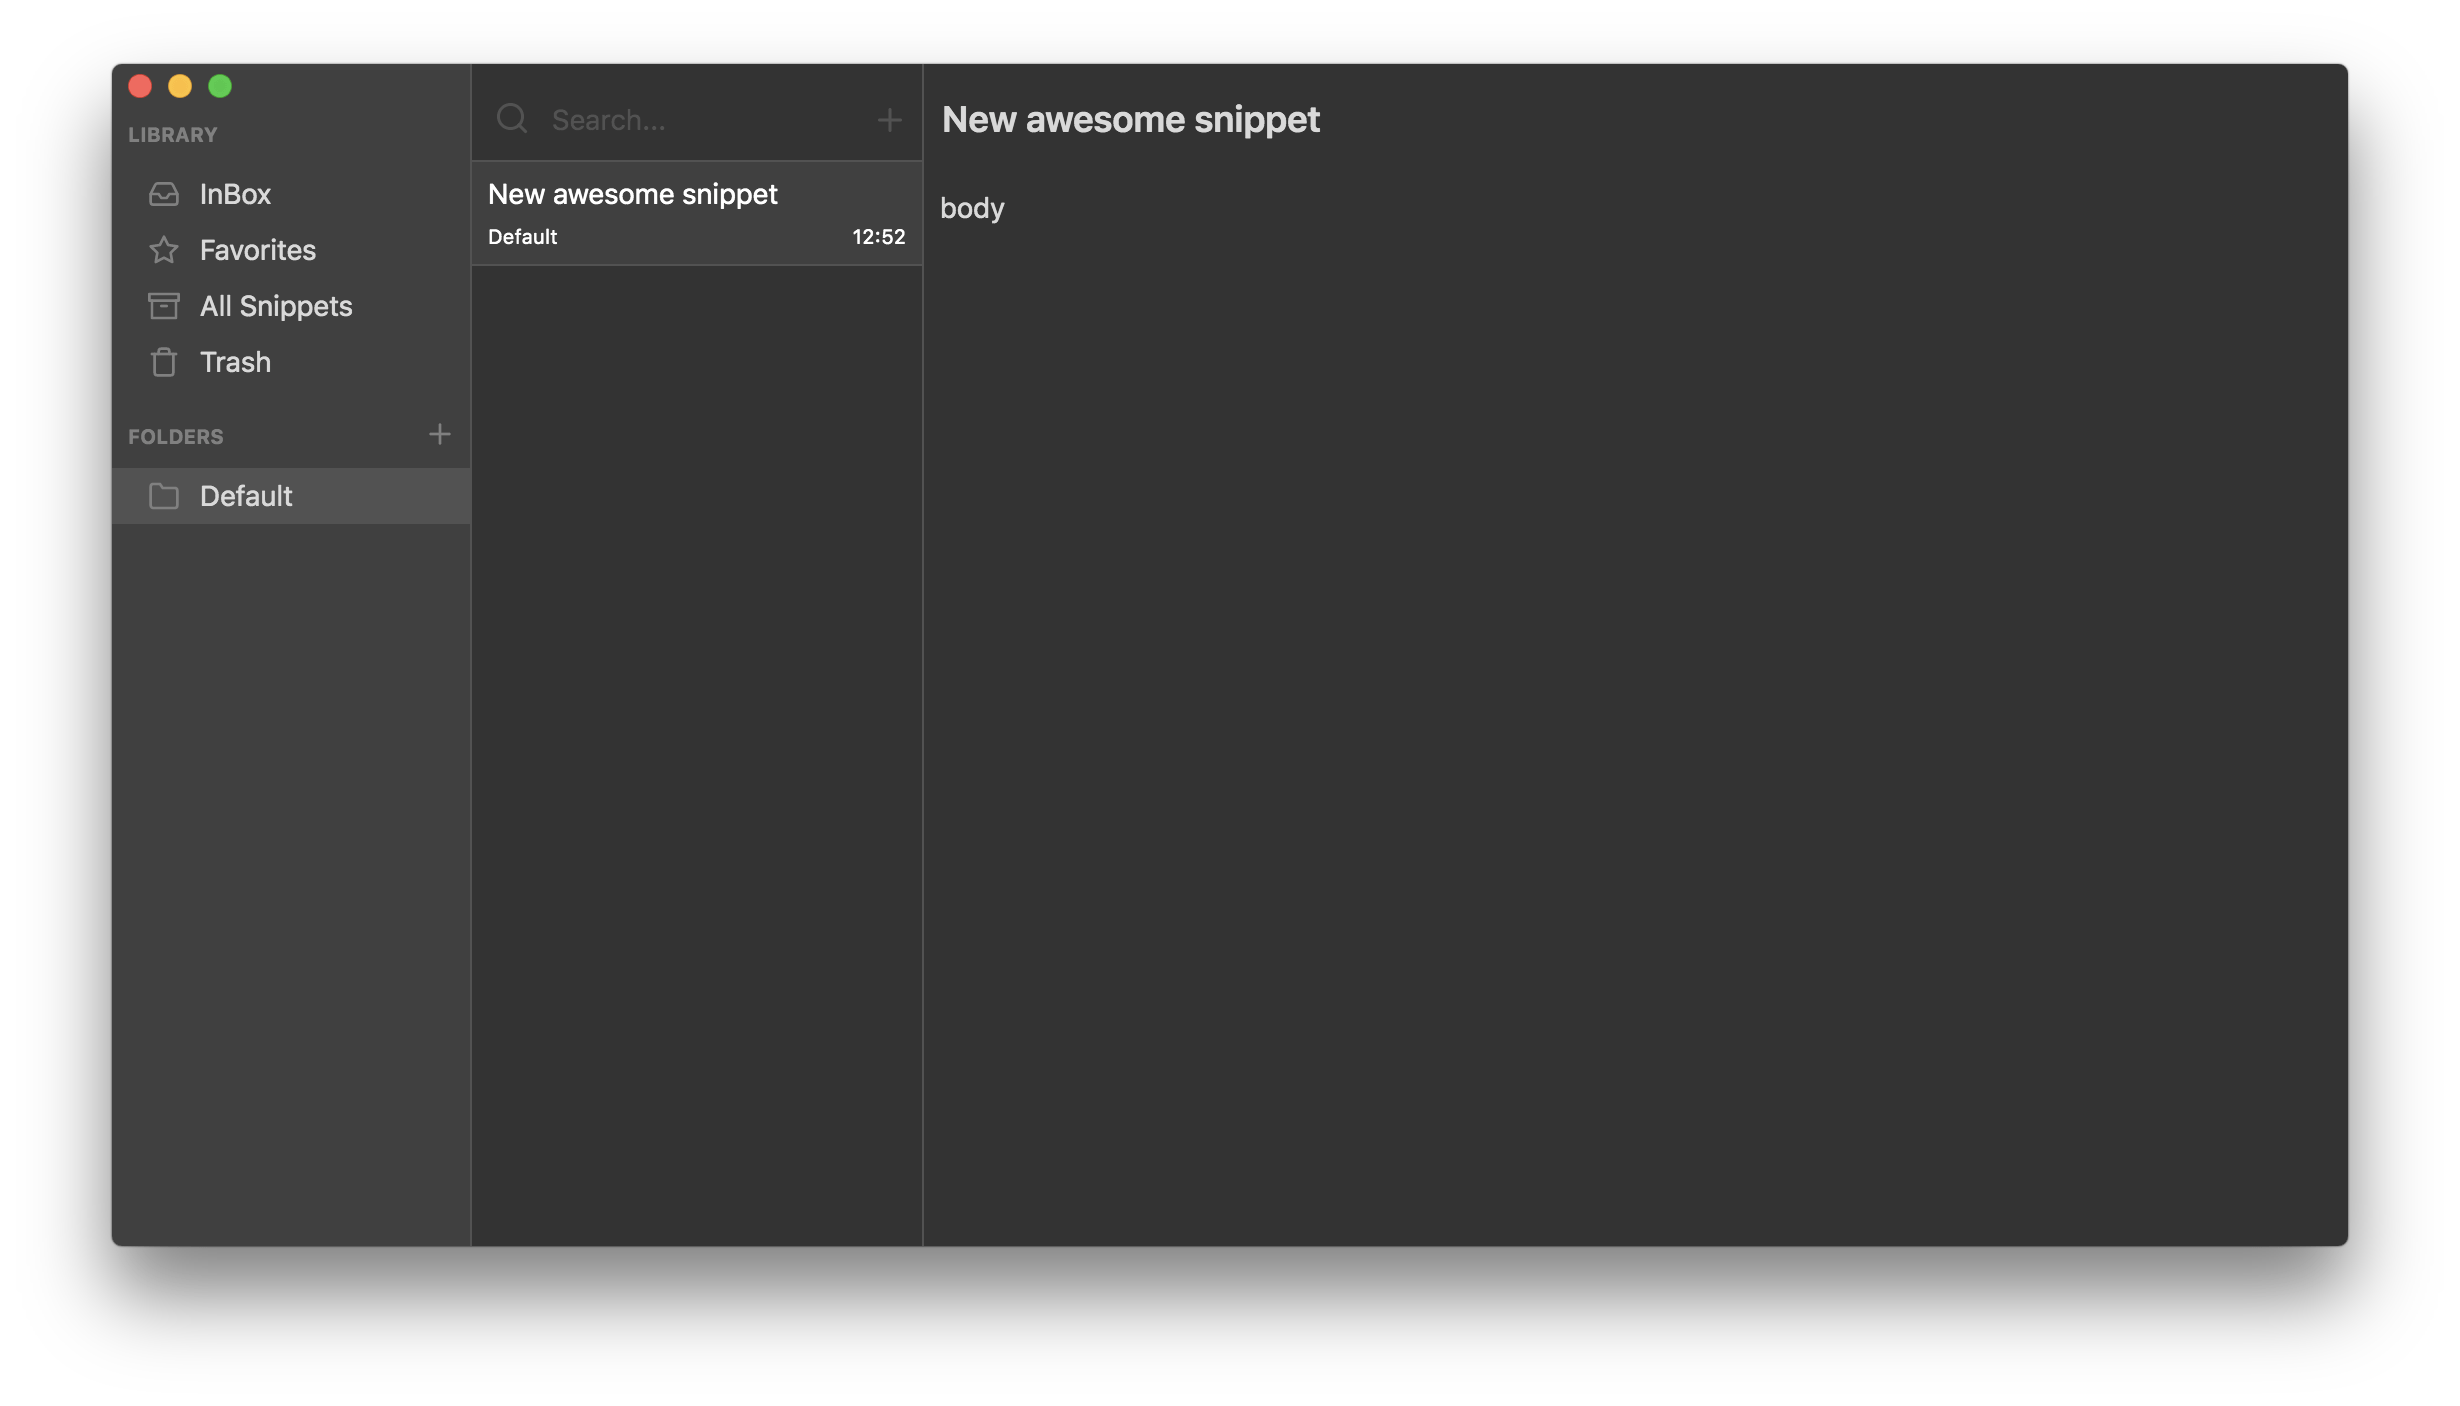 LIBRARY
InBox
Favorites
All Snippets
Trash
FOLDERS
Default
Search...
New awesome snippet
Default 12:52
New awesome snippet
body